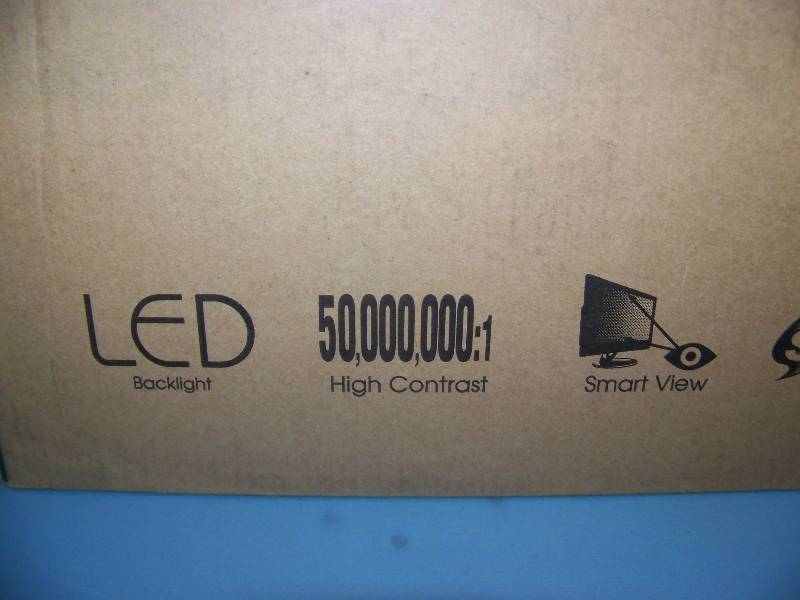 LED
Backlight
50,000,000:1
High Contrast
Smart View